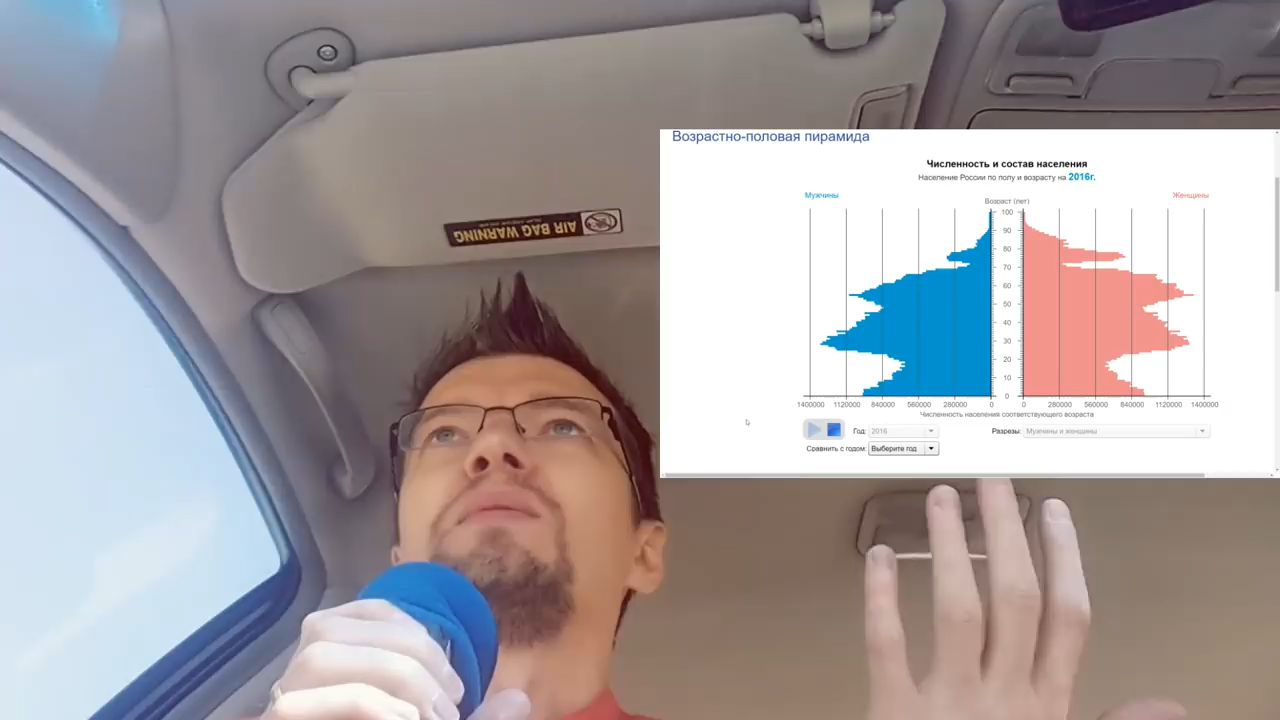 AIR BAG WARNING
Возрастно-половая пирамида
Численность и состав населения
Население России по полу и возрасту на 2016г.
Мужчины
Женщины
Возраст (лет)
100
90
80
70
60
50
40
30
20
10
0
1400000 1120000 840000 560000 280000 0
0 280000 560000 840000 1120000 1400000
Численность населения соответствующего возраста
Год: 2016
Разрезы: Мужчины и женщины
Сравнить с годом: Выберите год